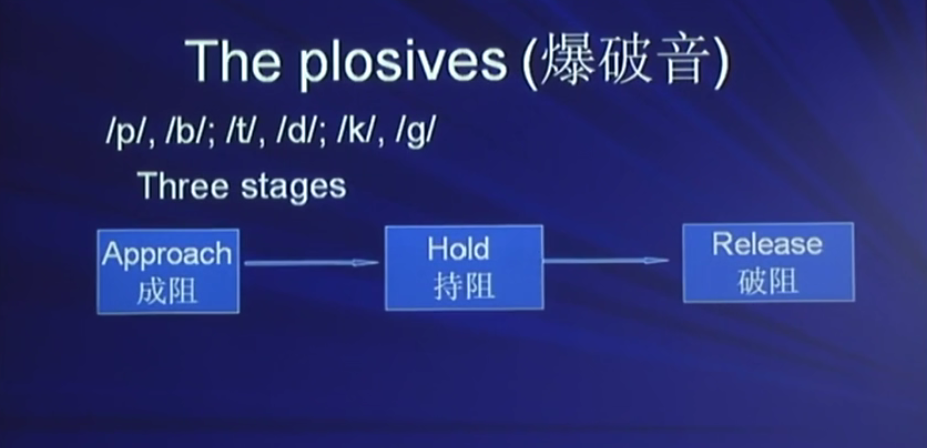 The plosives (爆破音)
/p/, /b/; /t/, /d/; /k/, /g/
Three stages
Approach
成阻
Hold
持阻
Release
破阻